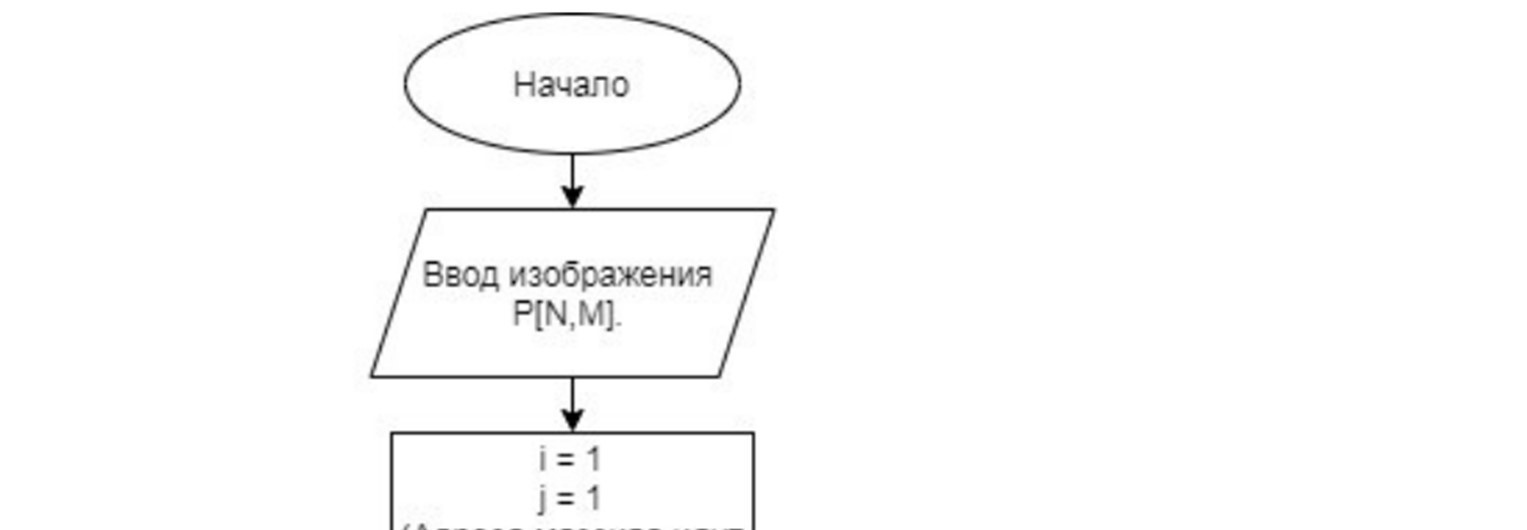 Начало
Ввод изображения
P[N,M].
i = 1
j = 1